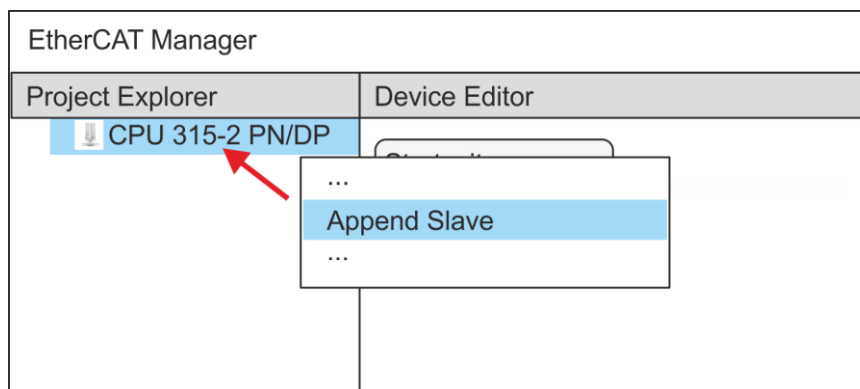 EtherCAT Manager
Project Explorer
Device Editor
CPU 315-2 PN/DP
...
Append Slave
...